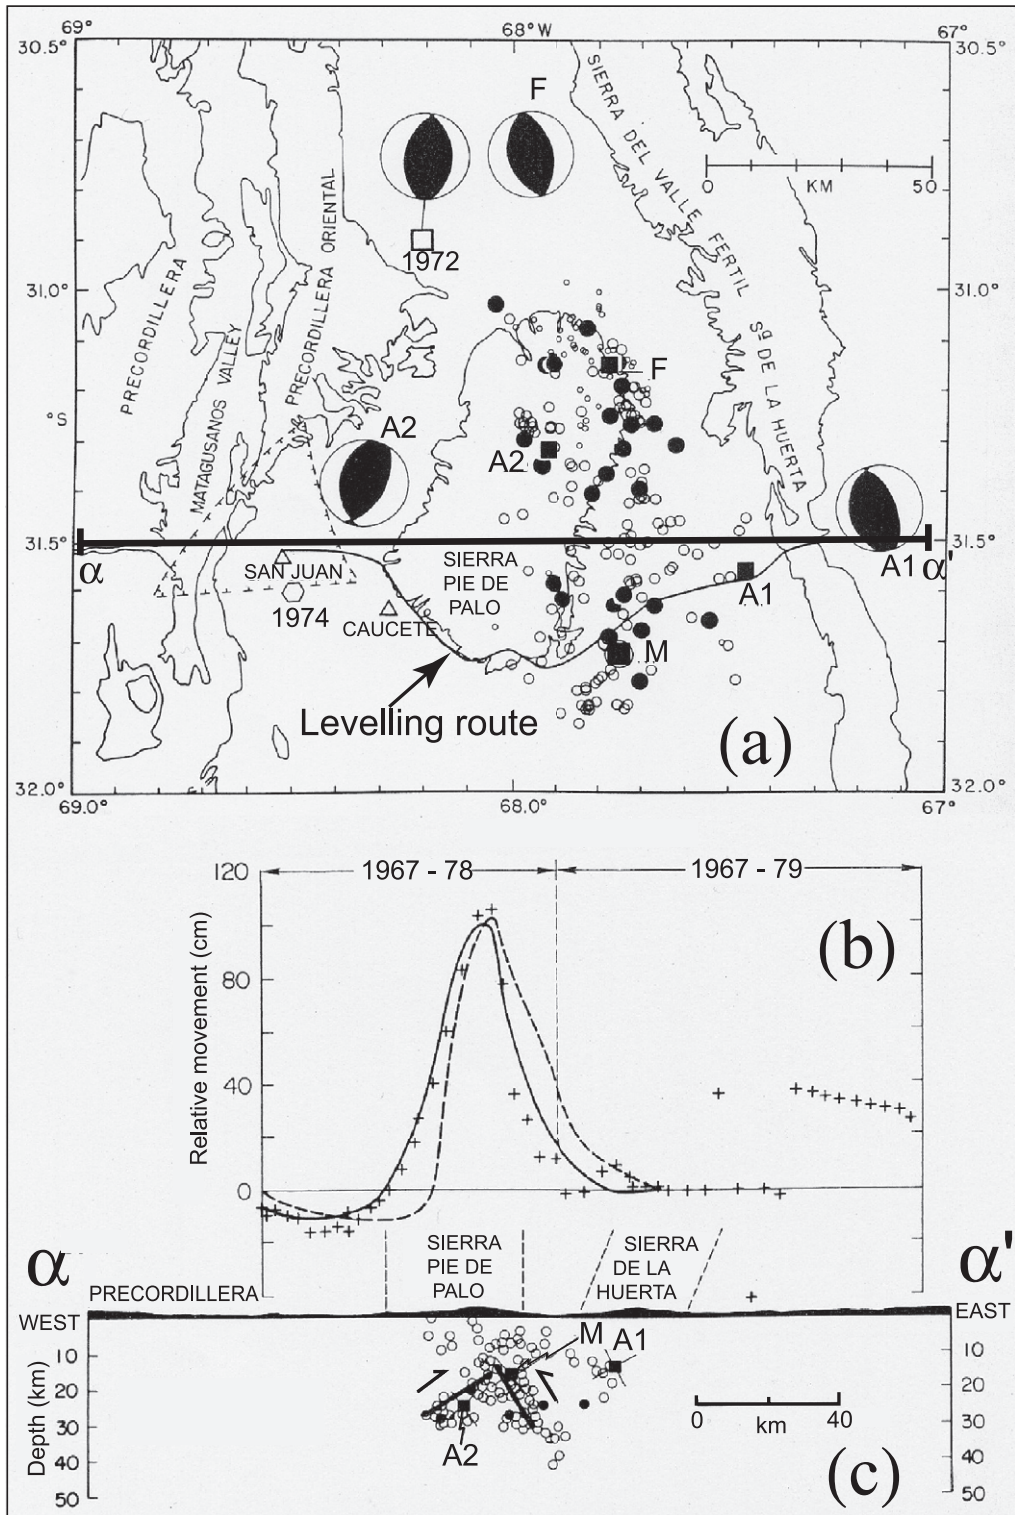 69°
68°W
67°
30.5°
30.5°
F
SIERRA DEL VALLE FERTIL
Sª DE LA HUERTA
0
KM
50
1972
PRECORDILLERA
MATAGUSANOS VALLEY
PRECORDILLERA ORIENTAL
31.0°
31.0°
°S
F
A2
A2
31.5°
31.5°
α
α'
SAN JUAN
1974
CAUCETE
SIERRA
PIE DE
PALO
A1
A1
M
Levelling route
(a)
32.0°
32.0°
69.0°
68.0°
67°
120
1967 - 78
1967 - 79
(b)
Relative movement (cm)
80
40
0
α
α'
SIERRA
PIE DE
PALO
SIERRA
DE LA
HUERTA
PRECORDILLERA
WEST
EAST
M
A1
10
10
20
20
30
30
40
40
50
50
Depth (km)
A2
0
km
40
(c)